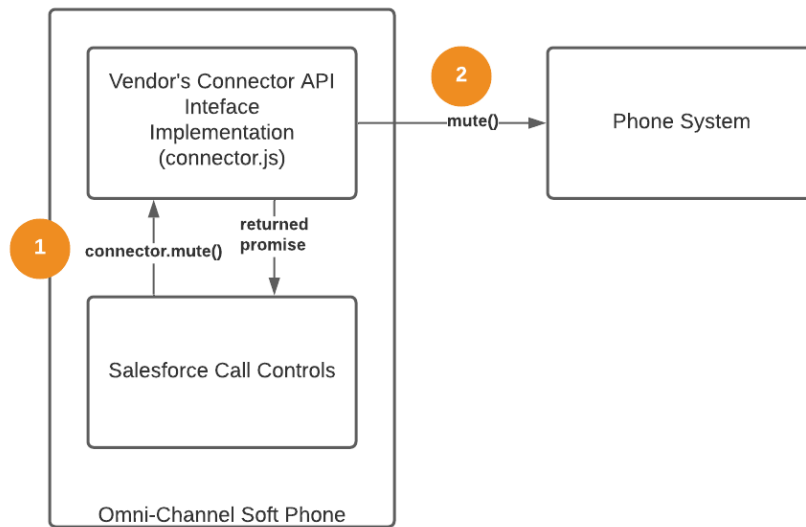 Vendor's Connector API
Inteface
Implementation
(connector.js)
2
mute()
Phone System
1
connector.mute()
returned
promise
Salesforce Call Controls
Omni-Channel Soft Phone